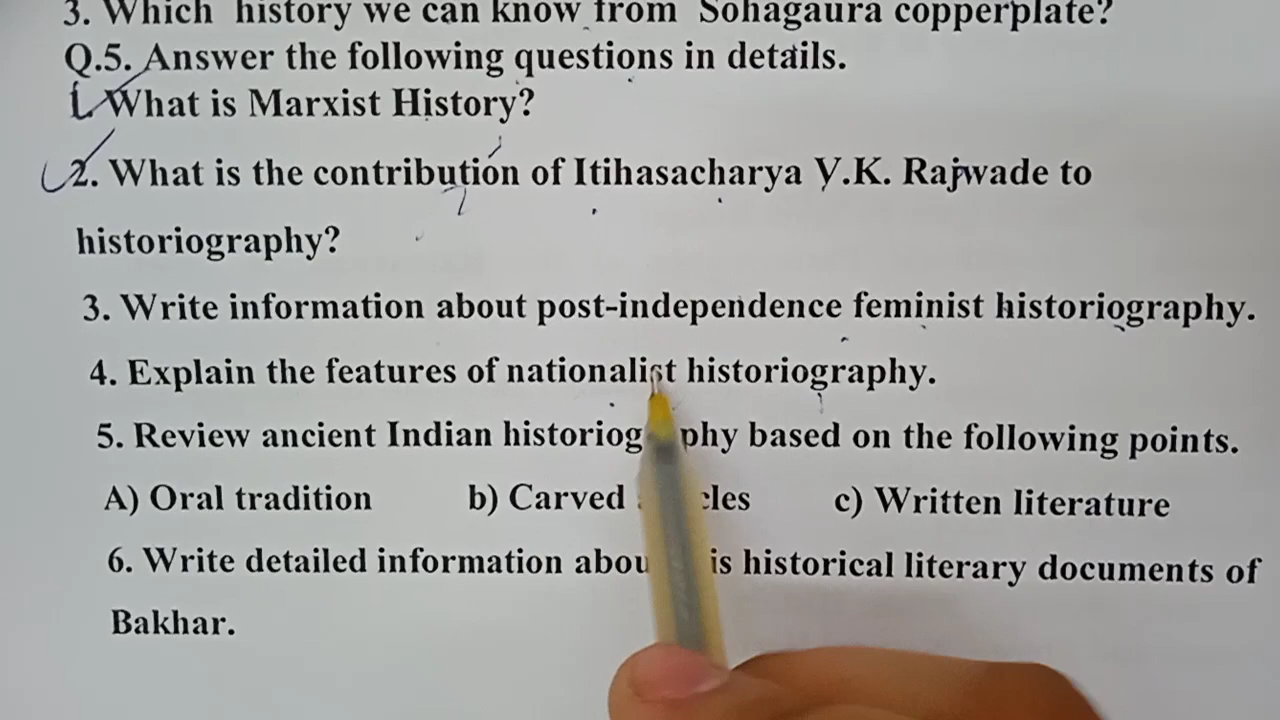 3. Which history we can know from Sohagaura copperplate?
Q.5. Answer the following questions in details.
1. What is Marxist History?
2. What is the contribution of Itihasacharya V.K. Rajwade to
historiography?
3. Write information about post-independence feminist historiography.
4. Explain the features of nationalist historiography.
5. Review ancient Indian historiography based on the following points.
A) Oral tradition b) Carved c) Written literature
6. Write detailed information is historical literary documents of
Bakhar.